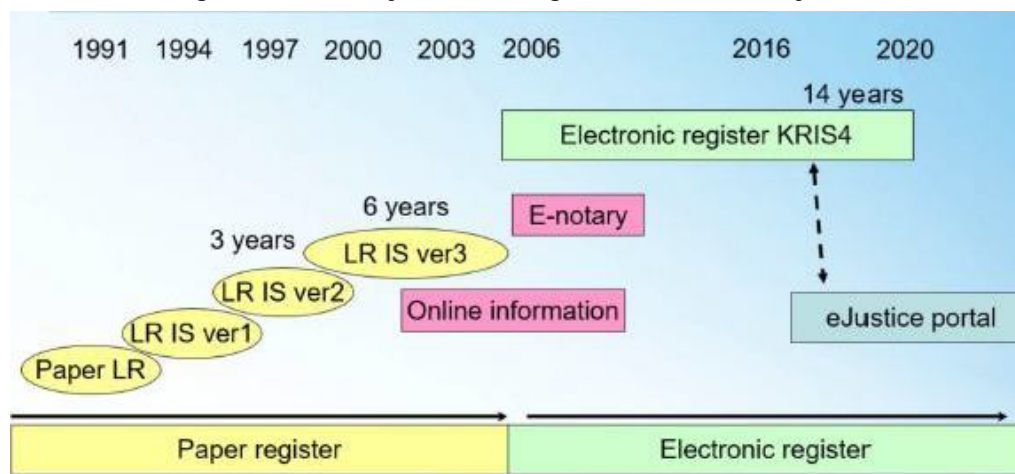 1991 1994 1997 2000 2003 2006 2016 2020
14 years
Electronic register KRIS4
6 years
E-notary
3 years
LR IS ver3
LR IS ver2
Online information
eJustice portal
LR IS ver1
Paper LR
Paper register
Electronic register